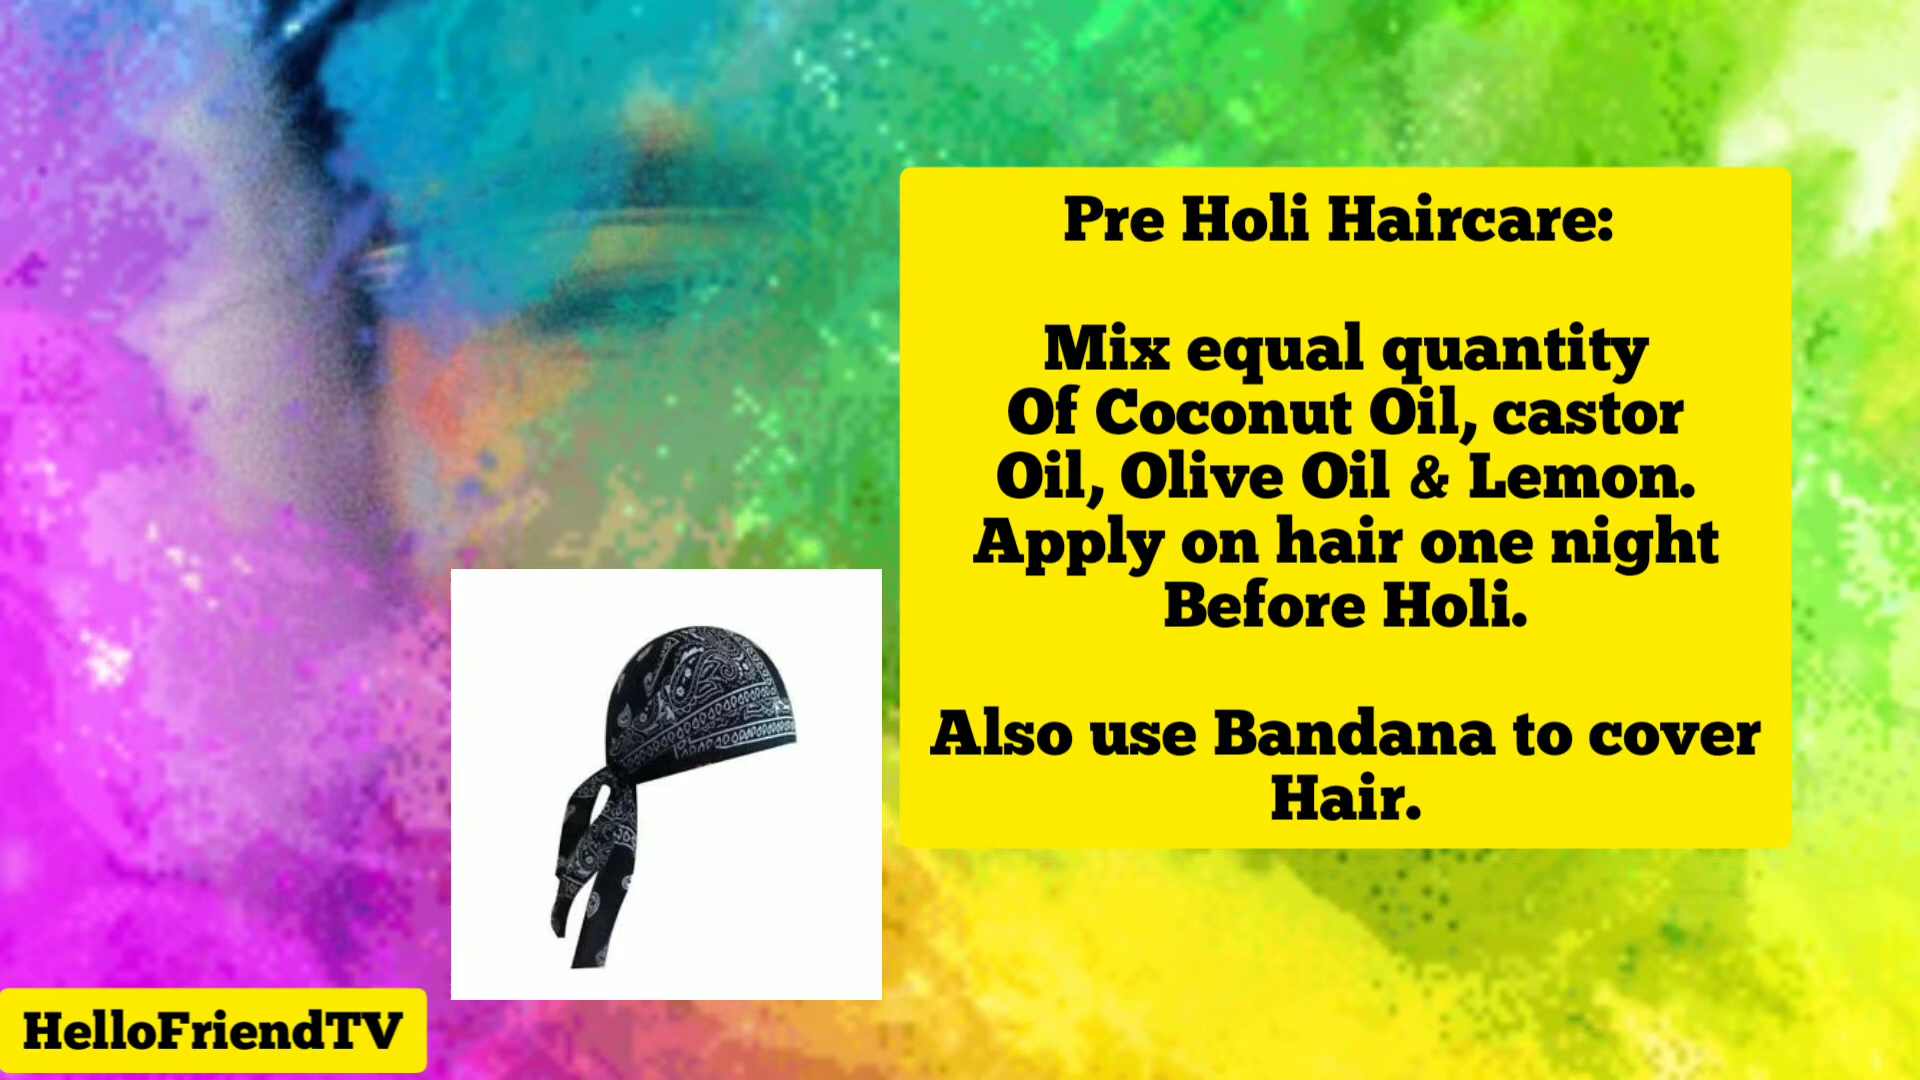 Pre Holi Haircare:
Mix equal quantity
Of Coconut Oil, castor
Oil, Olive Oil & Lemon.
Apply on hair one night
Before Holi.
Also use Bandana to cover
Hair.
HelloFriendTV